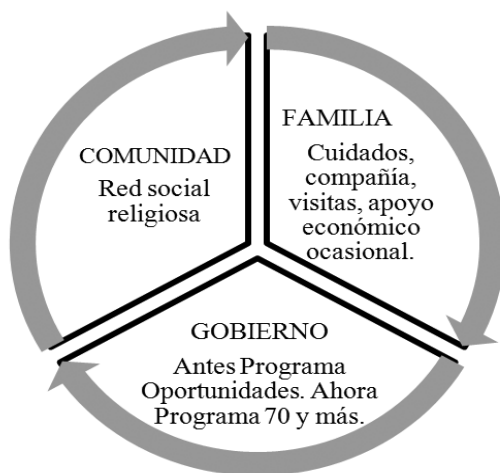 COMUNIDAD
Red social
religiosa
FAMILIA
Cuidados,
compañía,
visitas, apoyo
económico
ocasional.
GOBIERNO
Antes Programa
Oportunidades. Ahora
Programa 70 y más.